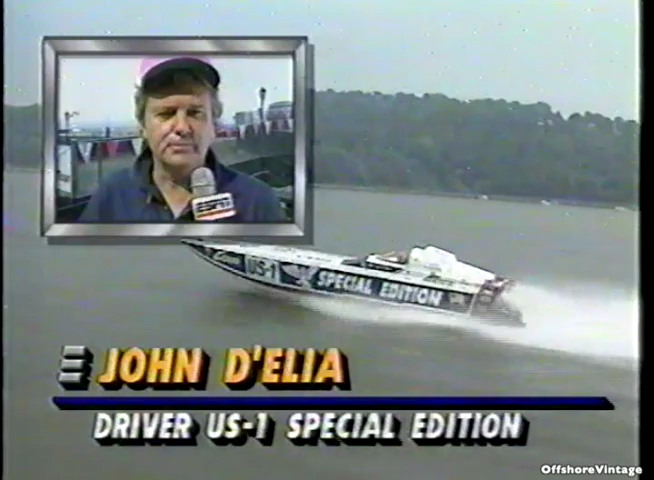 US-1 SPECIAL EDITION
JOHN D'ELIA
DRIVER US-1 SPECIAL EDITION
OffshoreVintage